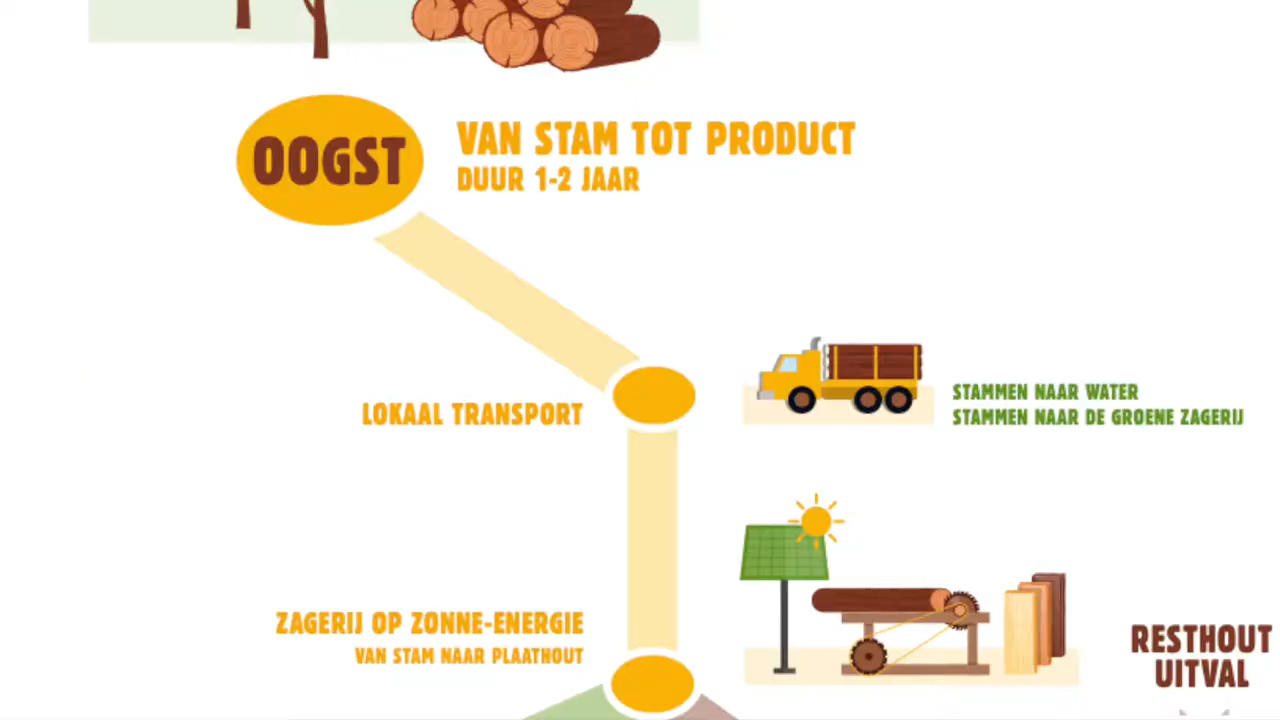 OOGST
VAN STAM TOT PRODUCT
DUUR 1-2 JAAR
LOKAAL TRANSPORT
STAMMEN NAAR WATER
STAMMEN NAAR DE GROENE ZAGERIJ
ZAGERIJ OP ZONNE-ENERGIE
VAN STAM NAAR PLAATHOUT
RESTHOUT
UITVAL